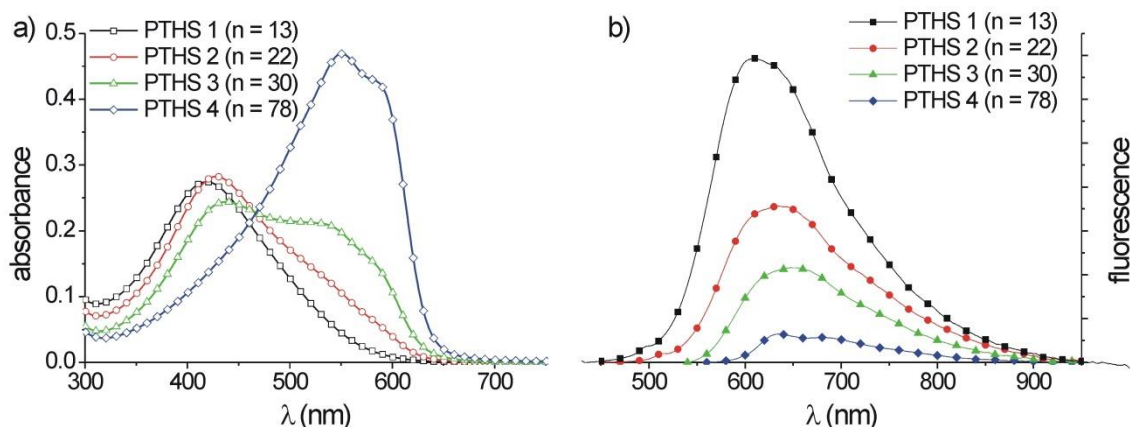 a)
PTHS 1 (n = 13)
PTHS 2 (n = 22)
PTHS 3 (n = 30)
PTHS 4 (n = 78)
absorbance
0.5
0.4
0.3
0.2
0.1
0.0
300 400 500 600 700
λ (nm)
b)
PTHS 1 (n = 13)
PTHS 2 (n = 22)
PTHS 3 (n = 30)
PTHS 4 (n = 78)
fluorescence
500 600 700 800 900
λ (nm)